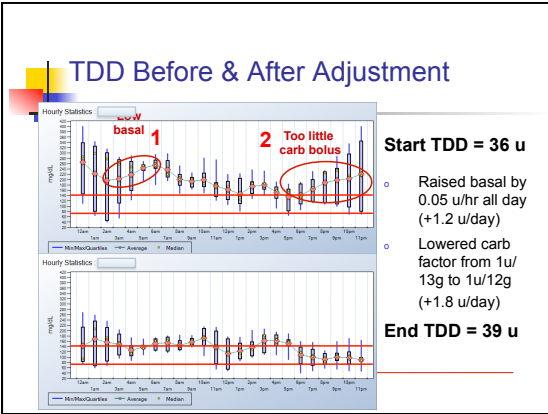 TDD Before & After Adjustment
Hourly Statistics :
Low
basal
1
2
Too little
carb bolus
mg/dL
12am 1am 2am 3am 4am 5am 6am 7am 8am 9am 10am 11am 12pm 1pm 2pm 3pm 4pm 5pm 6pm 7pm 8pm 9pm 10pm 11pm
Min/Max/Quartiles Average Median
Hourly Statistics :
mg/dL
12am 1am 2am 3am 4am 5am 6am 7am 8am 9am 10am 11am 12pm 1pm 2pm 3pm 4pm 5pm 6pm 7pm 8pm 9pm 10pm 11pm
Min/Max/Quartiles Average Median
Start TDD = 36 u
Raised basal by
0.05 u/hr all day
(+1.2 u/day)
Lowered carb
factor from 1u/
13g to 1u/12g
(+1.8 u/day)
End TDD = 39 u